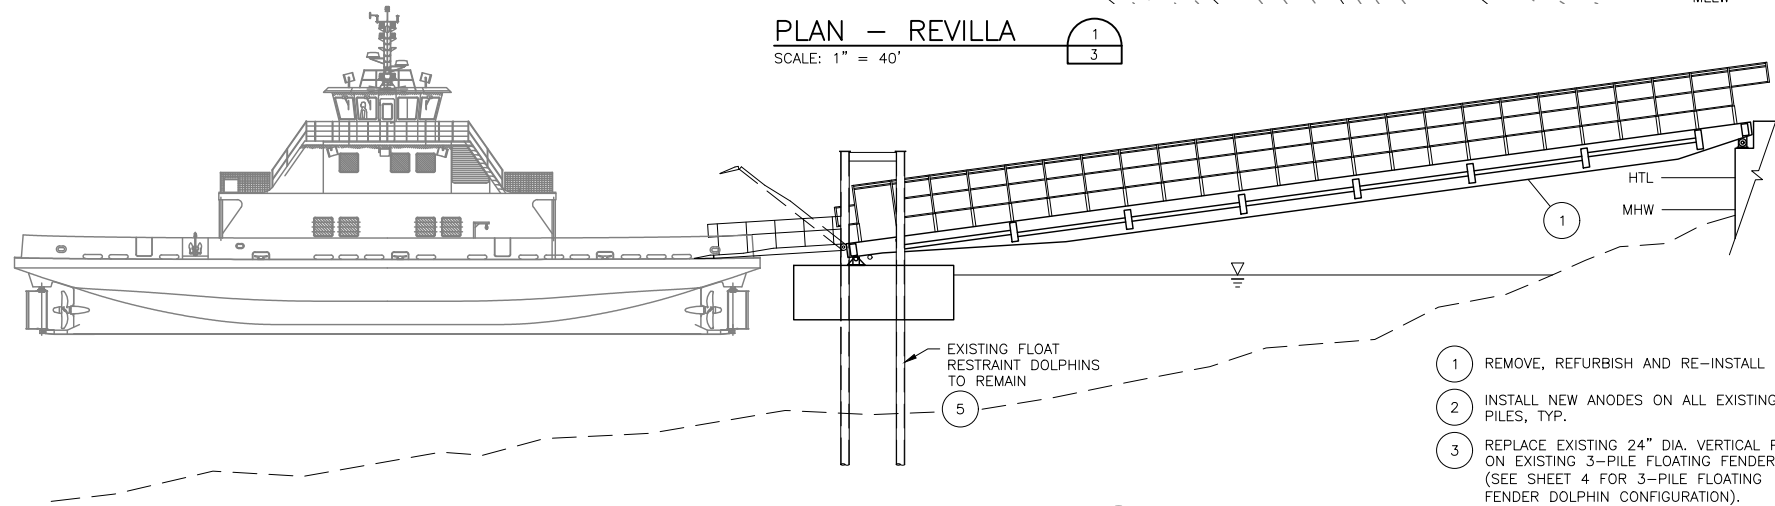 PLAN – REVILLA
1
3
SCALE: 1" = 40'
HTL
MHW
1
EXISTING FLOAT
RESTRAINT DOLPHINS
TO REMAIN
5
1 REMOVE, REFURBISH AND RE-INSTALL
2 INSTALL NEW ANODES ON ALL EXISTING
PILES, TYP.
3 REPLACE EXISTING 24" DIA. VERTICAL
ON EXISTING 3-PILE FLOATING FENDER
(SEE SHEET 4 FOR 3-PILE FLOATING
FENDER DOLPHIN CONFIGURATION).